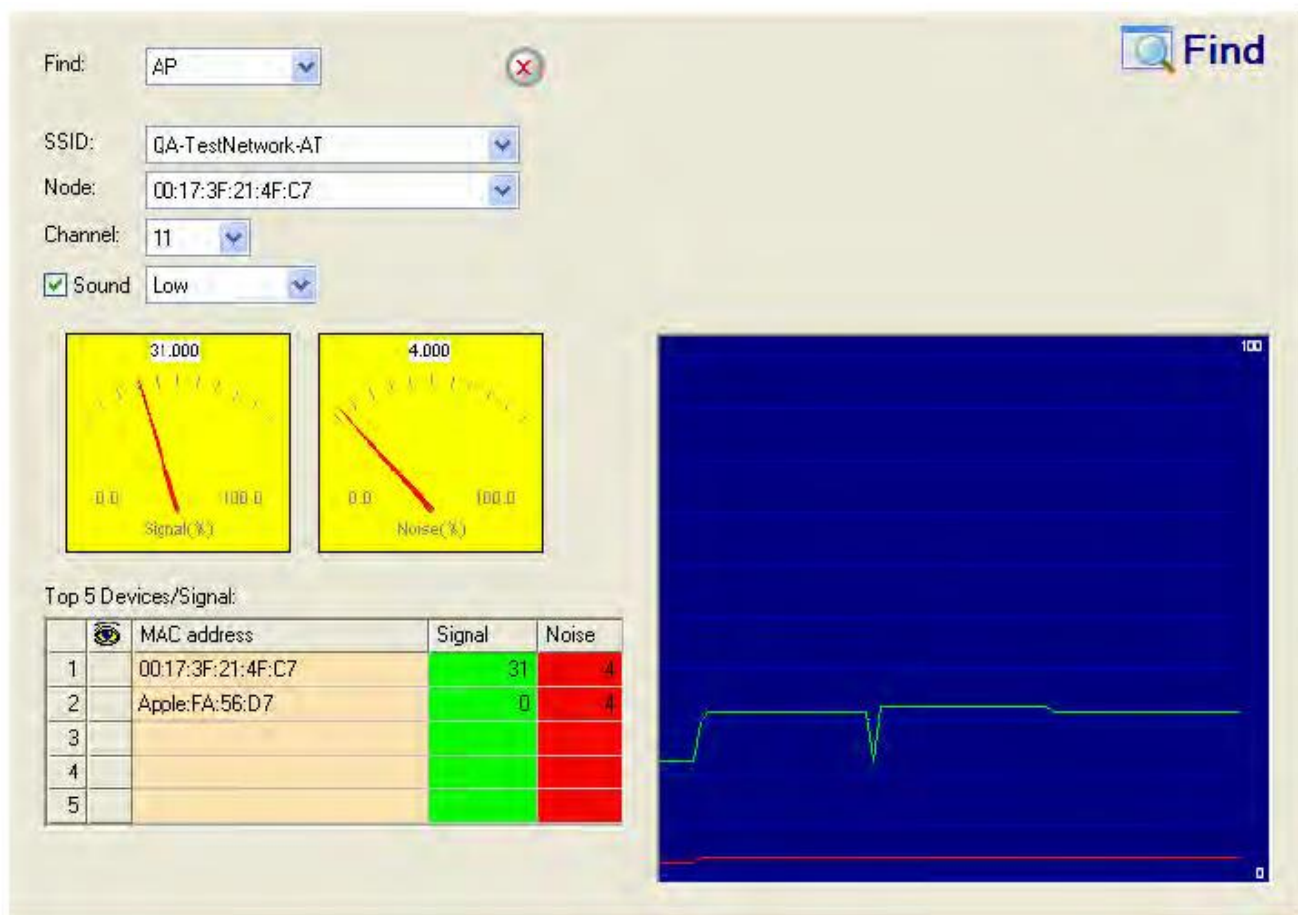 Find
Find: AP
SSID: QA-TestNetwork-AT
Node: 00:17:3F:21:4F:C7
Channel: 11
Sound Low
31.000
0.0 100.0
Signal(%)
4.000
0.0 100.0
Noise(%)
100
0
Top 5 Devices/Signal:
MAC address Signal Noise
1 00:17:3F:21:4F:C7 31 4
2 Apple:FA:56:D7 0 4
3
4
5